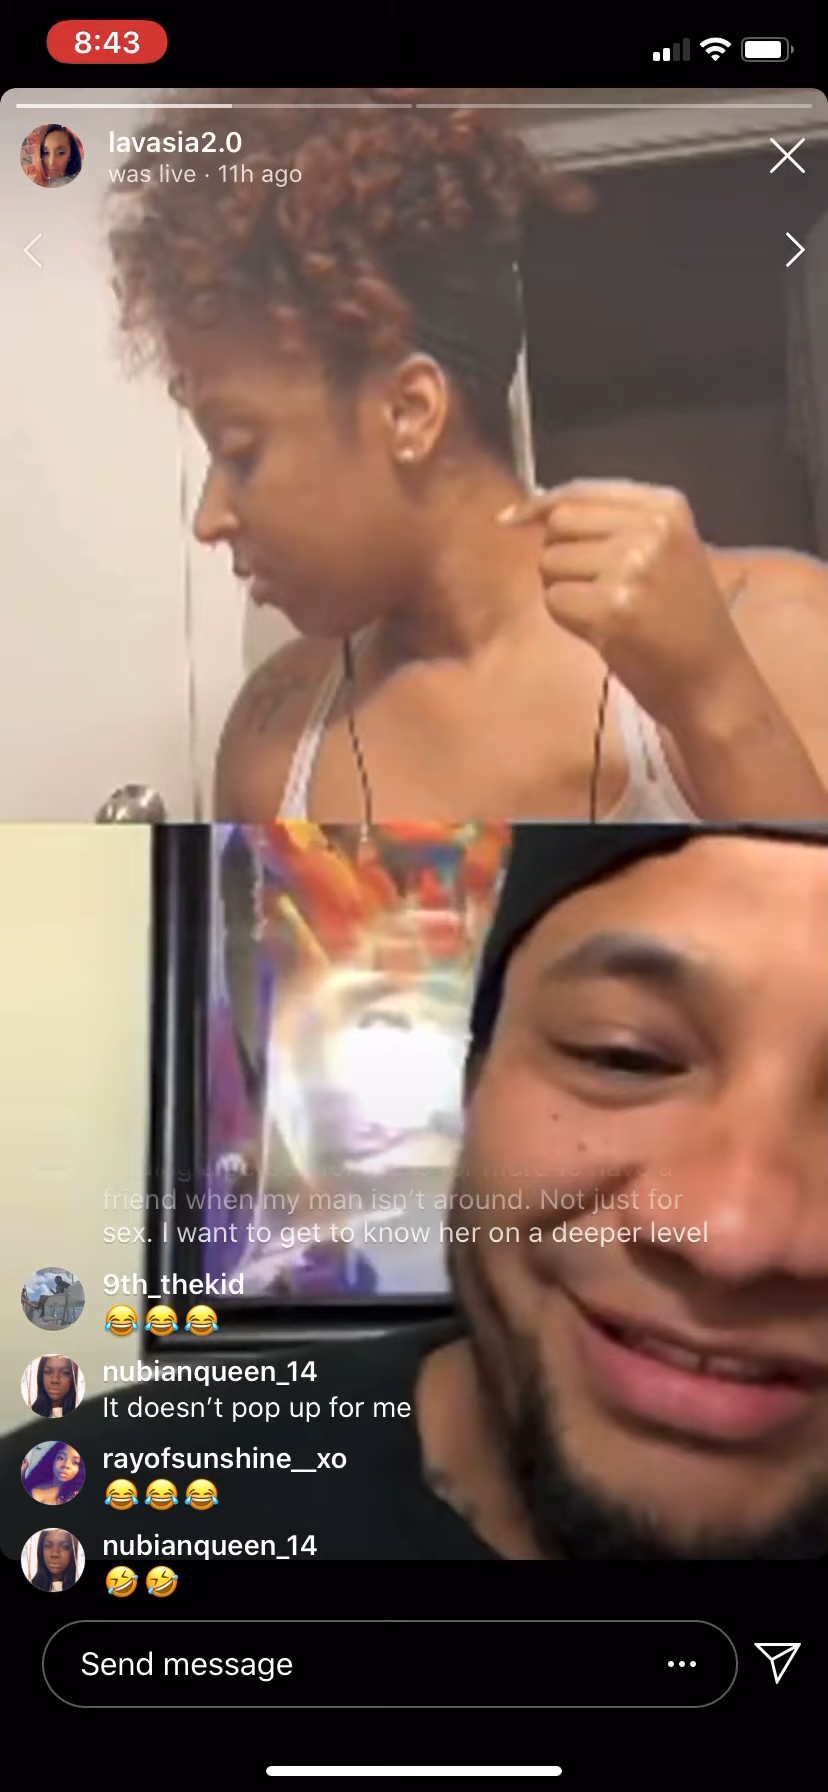 8:43
lavasia2.0
was live · 11h ago
friend when my man isn't around. Not just for
sex. I want to get to know her on a deeper level
9th_thekid
😂😂😂
nubianqueen_14
It doesn't pop up for me
rayofsunshine__xo
😂😂😂
nubianqueen_14
🤣🤣
Send message